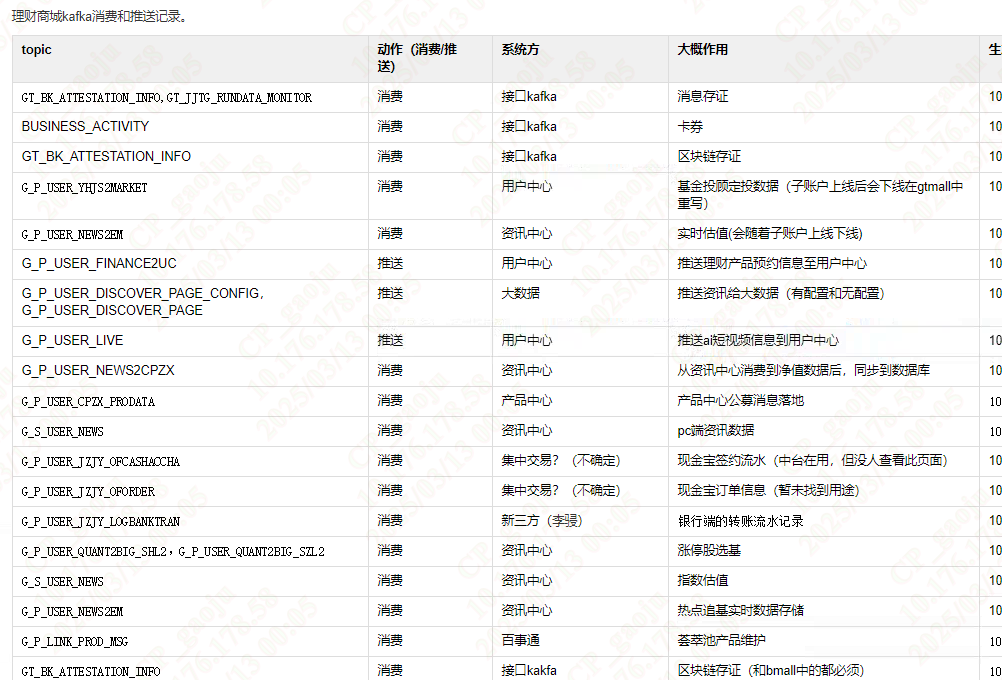 理财商城kafka消费和推送记录。
topic 动作（消费/推送） 系统方 大概作用 生
GT_BK_ATTESTATION_INFO,GT_JJTG_RUNDATA_MONITOR 消费 接口kafka 消息存证 10
BUSINESS_ACTIVITY 消费 接口kafka 卡券 10
GT_BK_ATTESTATION_INFO 消费 接口kafka 区块链存证 10
G_P_USER_YHJS2MARKET 消费 用户中心 基金投顾定投数据（子账户上线后会下线在gtmall中
重写） 10
G_P_USER_NEWS2EM 消费 资讯中心 实时估值(会随着子账户上线下线) 10
G_P_USER_FINANCE2UC 推送 用户中心 推送理财产品预约信息至用户中心 10
G_P_USER_DISCOVER_PAGE_CONFIG，
G_P_USER_DISCOVER_PAGE 推送 大数据 推送资讯给大数据（有配置和无配置） 10
G_P_USER_LIVE 推送 用户中心 推送ai短视频信息到用户中心 10
G_P_USER_NEWS2CPZX 消费 资讯中心 从资讯中心消费到净值数据后，同步到数据库 10
G_P_USER_CPZX_PRODATA 消费 产品中心 产品中心公募消息落地 10
G_S_USER_NEWS 消费 资讯中心 pc端资讯数据 10
G_P_USER_JZJY_OFCASHACCHA 消费 集中交易？（不确定） 现金宝签约流水（中台在用，但没人查看此页面） 10
G_P_USER_JZJY_OFORDER 消费 集中交易？（不确定） 现金宝订单信息（暂未找到用途） 10
G_P_USER_JZJY_LOGBANKTRAN 消费 新三方（李骎） 银行端的转账流水记录 10
G_P_USER_QUANT2BIG_SHL2，G_P_USER_QUANT2BIG_SZL2 消费 资讯中心 涨停股选基 10
G_S_USER_NEWS 消费 资讯中心 指数估值 10
G_P_USER_NEWS2EM 消费 资讯中心 热点追基实时数据存储 10
G_P_LINK_PROD_MSG 消费 百事通 荟萃池产品维护 10
GT_BK_ATTESTATION_INFO 消费 接口kakfa 区块链存证（和bmall中的都必须） 10